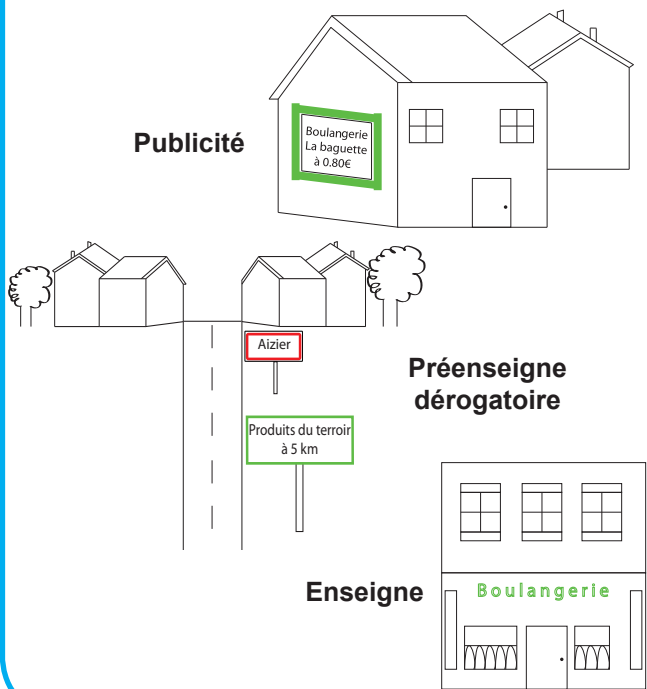 Publicité
Boulangerie
La baguette
à 0.80€
Aizier
Préenseigne
dérogatoire
Produits du terroir
à 5 km
Enseigne
Boulangerie